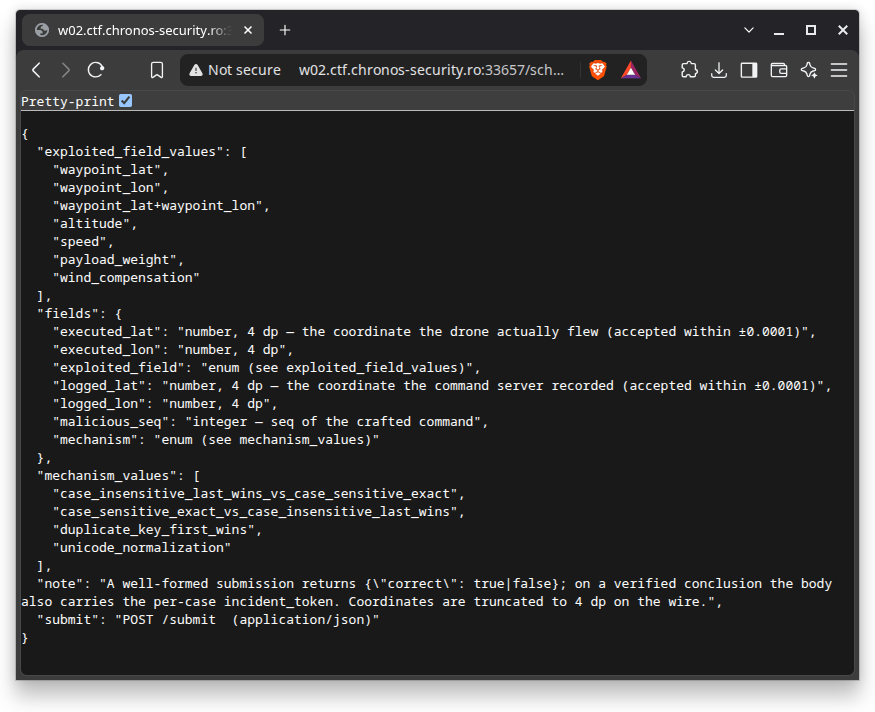 w02.ctf.chronos-security.ro:3
Not secure
w02.ctf.chronos-security.ro:33657/sch...
Pretty-print
{
  "exploited_field_values": [
    "waypoint_lat",
    "waypoint_lon",
    "waypoint_lat+waypoint_lon",
    "altitude",
    "speed",
    "payload_weight",
    "wind_compensation"
  ],
  "fields": {
    "executed_lat": "number, 4 dp — the coordinate the drone actually flew (accepted within ±0.0001)",
    "executed_lon": "number, 4 dp",
    "exploited_field": "enum (see exploited_field_values)",
    "logged_lat": "number, 4 dp — the coordinate the command server recorded (accepted within ±0.0001)",
    "logged_lon": "number, 4 dp",
    "malicious_seq": "integer — seq of the crafted command",
    "mechanism": "enum (see mechanism_values)"
  },
  "mechanism_values": [
    "case_insensitive_last_wins_vs_case_sensitive_exact",
    "case_sensitive_exact_vs_case_insensitive_last_wins",
    "duplicate_key_first_wins",
    "unicode_normalization"
  ],
  "note": "A well-formed submission returns {\"correct\": true|false}; on a verified conclusion the body
also carries the per-case incident_token. Coordinates are truncated to 4 dp on the wire.",
  "submit": "POST /submit  (application/json)"
}